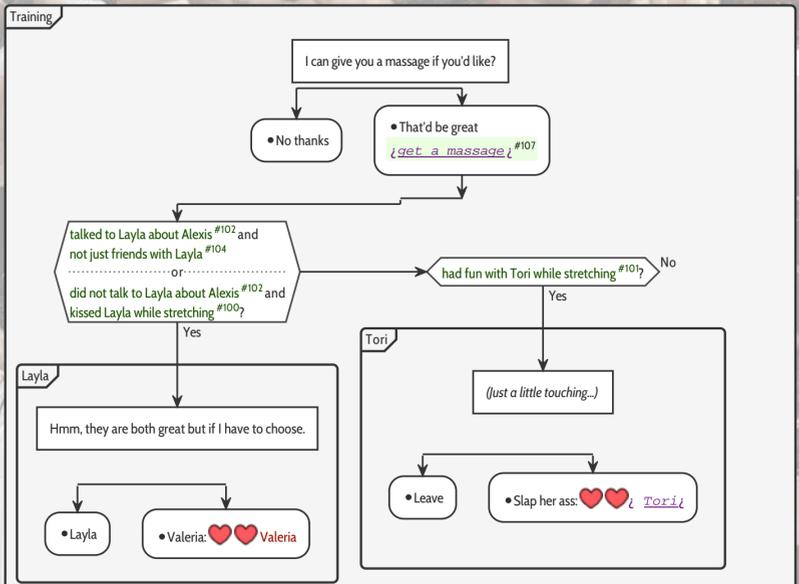 Training
I can give you a massage if you'd like?
•No thanks
•That'd be great
¿get a massage¿#107
talked to Layla about Alexis #102 and
not just friends with Layla #104
or
did not talk to Layla about Alexis #102 and
kissed Layla while stretching #100?
had fun with Tori while stretching #101?
No
Yes
Yes
Layla
Hmm, they are both great but if I have to choose.
•Layla
•Valeria: Valeria
Tori
(Just a little touching...)
•Leave
•Slap her ass: ¿ Tori¿